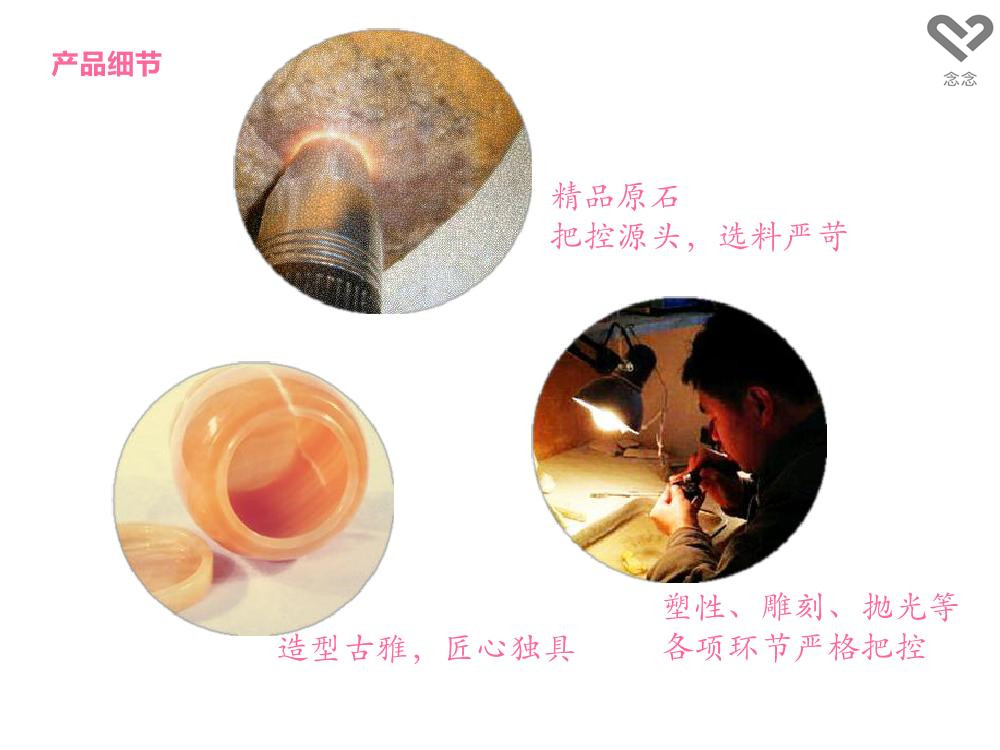 产品细节
念念
精品原石
把控源头，选料严苛
塑性、雕刻、抛光等
各项环节严格把控
造型古雅，匠心独具